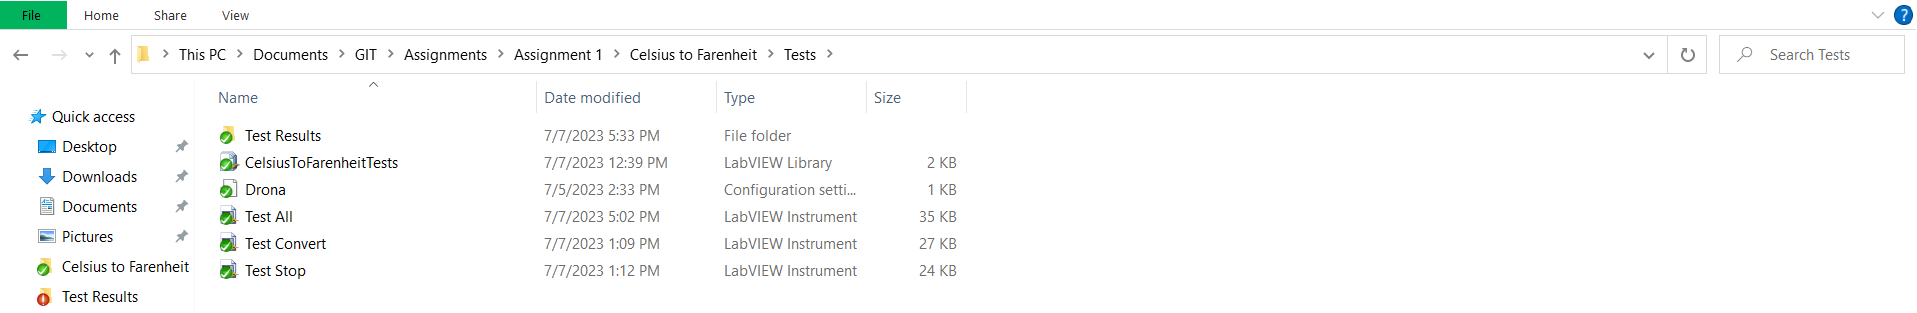 File Home Share View ?
This PC > Documents > GIT > Assignments > Assignment 1 > Celsius to Farenheit > Tests > Search Tests
Name Date modified Type Size
Quick access
Desktop
Downloads
Documents
Pictures
Celsius to Farenheit
Test Results
Test Results 7/7/2023 5:33 PM File folder
CelsiusToFarenheitTests 7/7/2023 12:39 PM LabVIEW Library 2 KB
Drona 7/5/2023 2:33 PM Configuration setti... 1 KB
Test All 7/7/2023 5:02 PM LabVIEW Instrument 35 KB
Test Convert 7/7/2023 1:09 PM LabVIEW Instrument 27 KB
Test Stop 7/7/2023 1:12 PM LabVIEW Instrument 24 KB